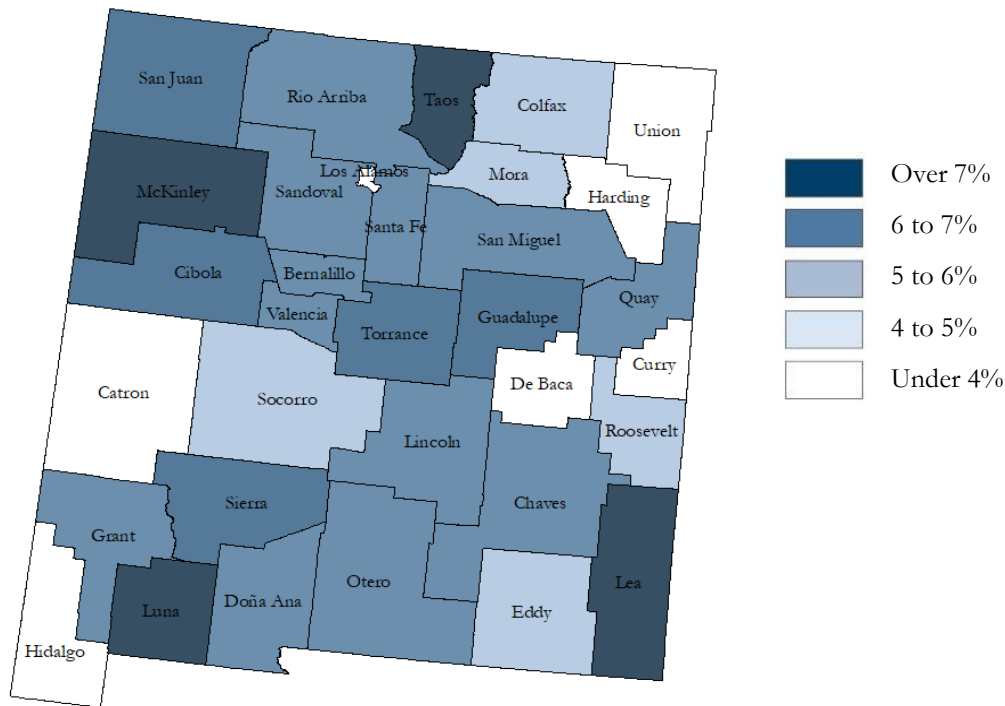 San Juan
Rio Arriba
Taos
Colfax
Union
McKinley
Los Alamos
Sandoval
Mora
Harding
Santa Fe
San Miguel
Cibola
Bernalillo
Valencia
Torrance
Guadalupe
Quay
Curry
De Baca
Catron
Socorro
Roosevelt
Lincoln
Chaves
Sierra
Grant
Otero
Lea
Luna
Doña Ana
Eddy
Hidalgo
Over 7%
6 to 7%
5 to 6%
4 to 5%
Under 4%